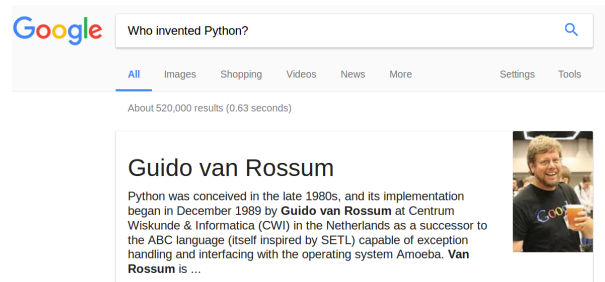 Google
Who invented Python?
All Images Shopping Videos News More Settings Tools
About 520,000 results (0.63 seconds)
Guido van Rossum
Python was conceived in the late 1980s, and its implementation
began in December 1989 by Guido van Rossum at Centrum
Wiskunde & Informatica (CWI) in the Netherlands as a successor to
the ABC language (itself inspired by SETL) capable of exception
handling and interfacing with the operating system Amoeba. Van
Rossum is ...
Goo